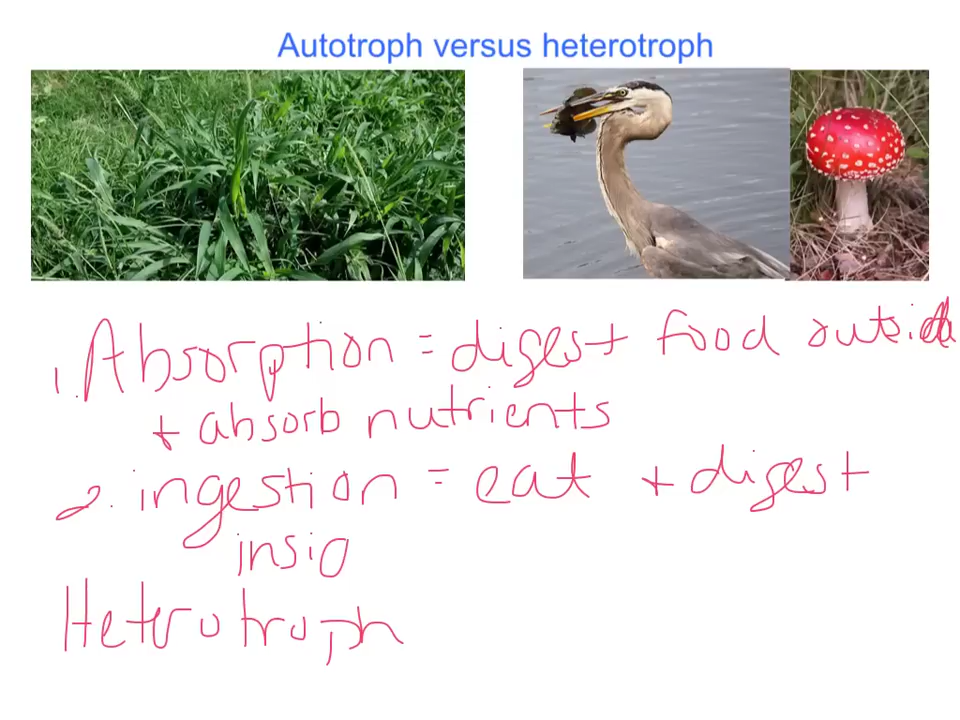 Autotroph versus heterotroph
1. Absorption = digest food outside
+ absorb nutrients
2. ingestion = eat + digest
insid
Heterotroph